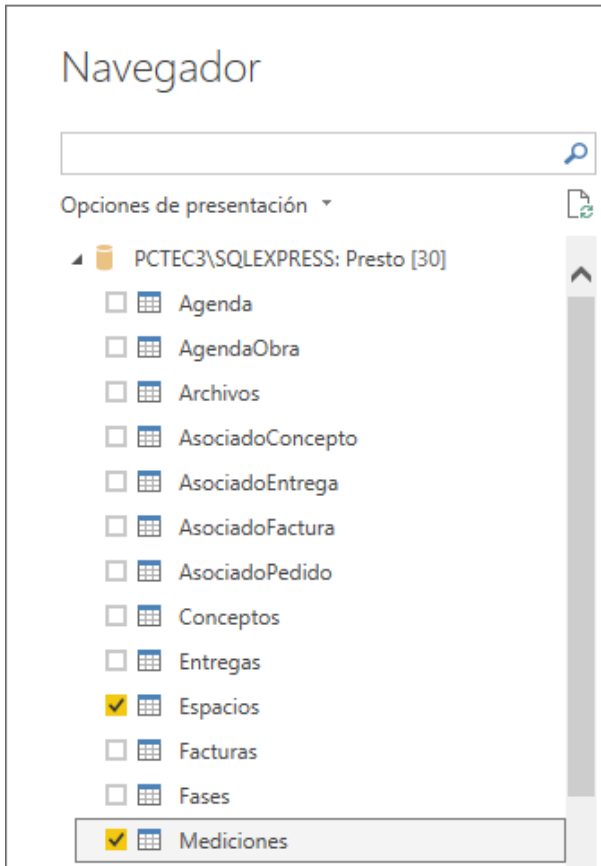 Navegador
Opciones de presentación
PCTEC3\SQLEXPRESS: Presto [30]
Agenda
AgendaObra
Archivos
AsociadoConcepto
AsociadoEntrega
AsociadoFactura
AsociadoPedido
Conceptos
Entregas
Espacios
Facturas
Fases
Mediciones